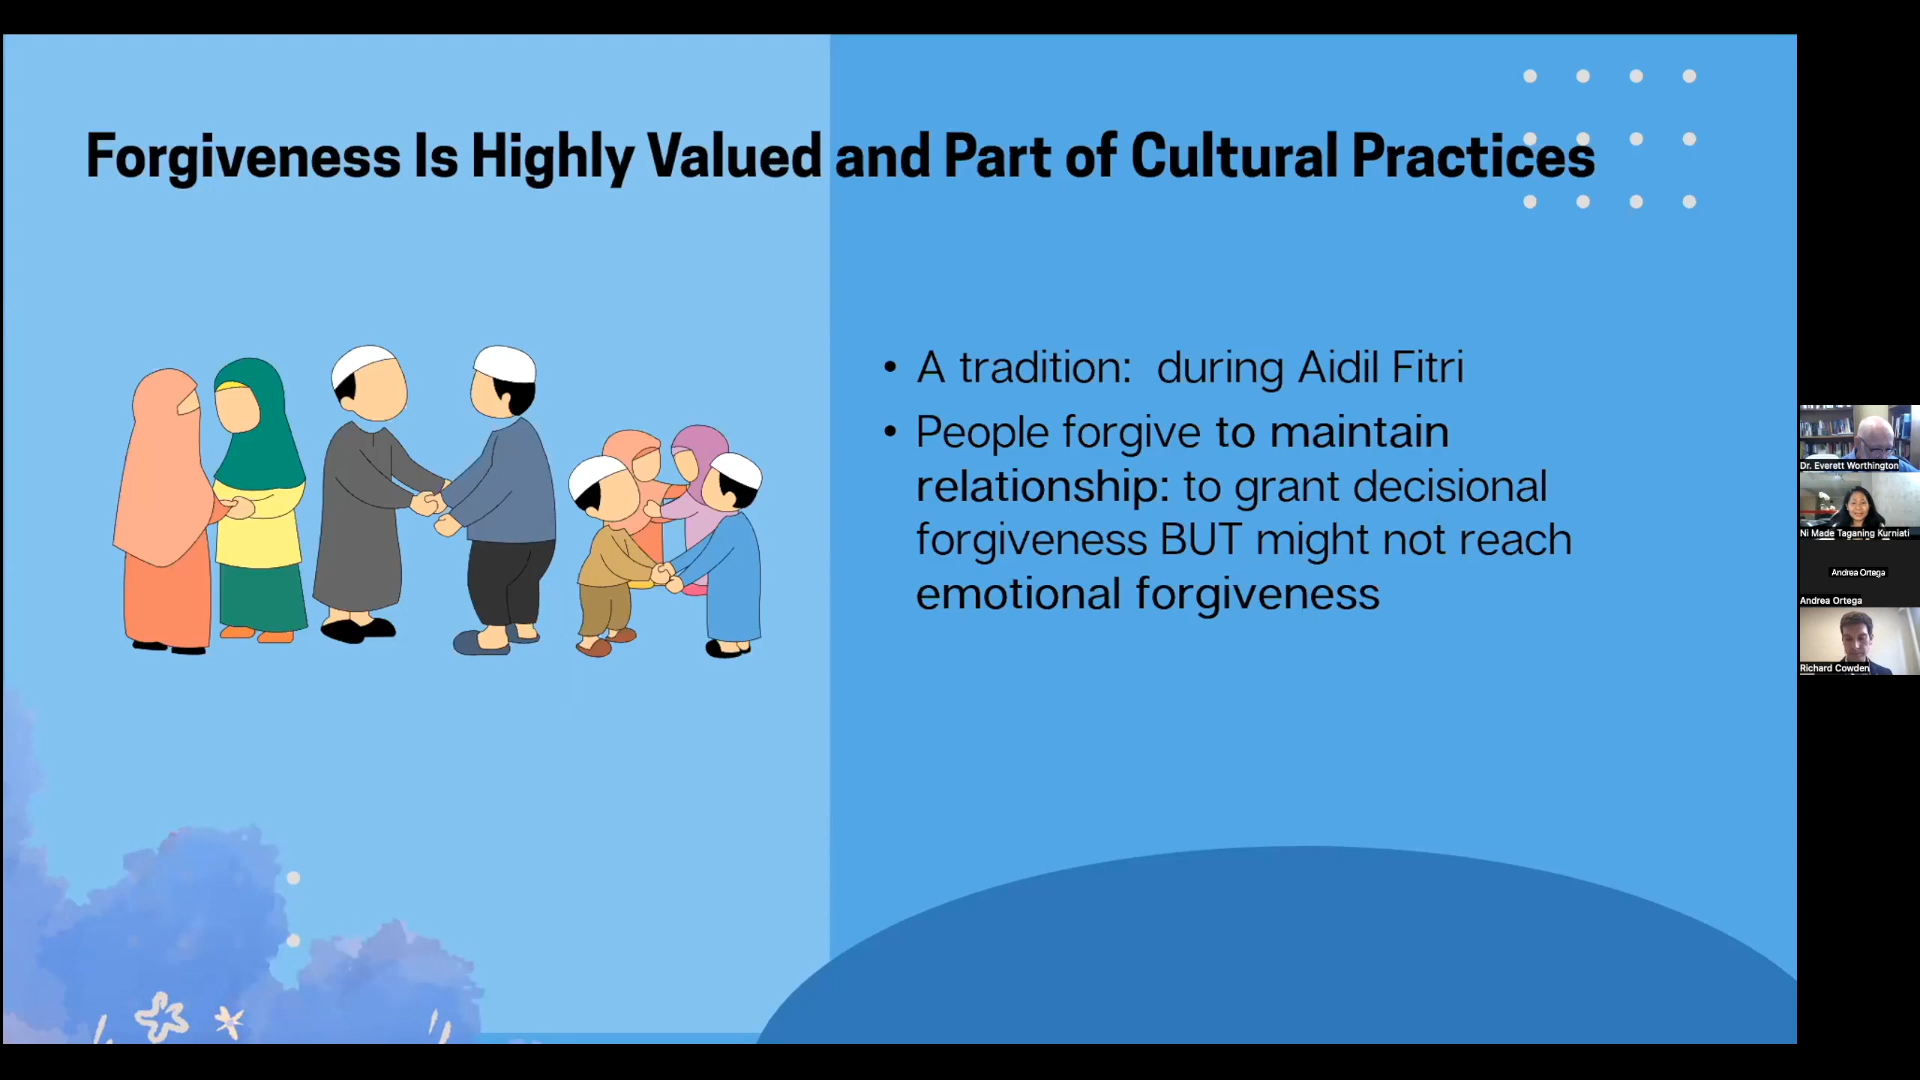 Forgiveness Is Highly Valued and Part of Cultural Practices
• A tradition:  during Aidil Fitri
• People forgive to maintain
relationship: to grant decisional
forgiveness BUT might not reach
emotional forgiveness
Dr. Everett Worthington
Ni Made Taganing Kurniati
Andrea Ortega
Andrea Ortega
Richard Cowden